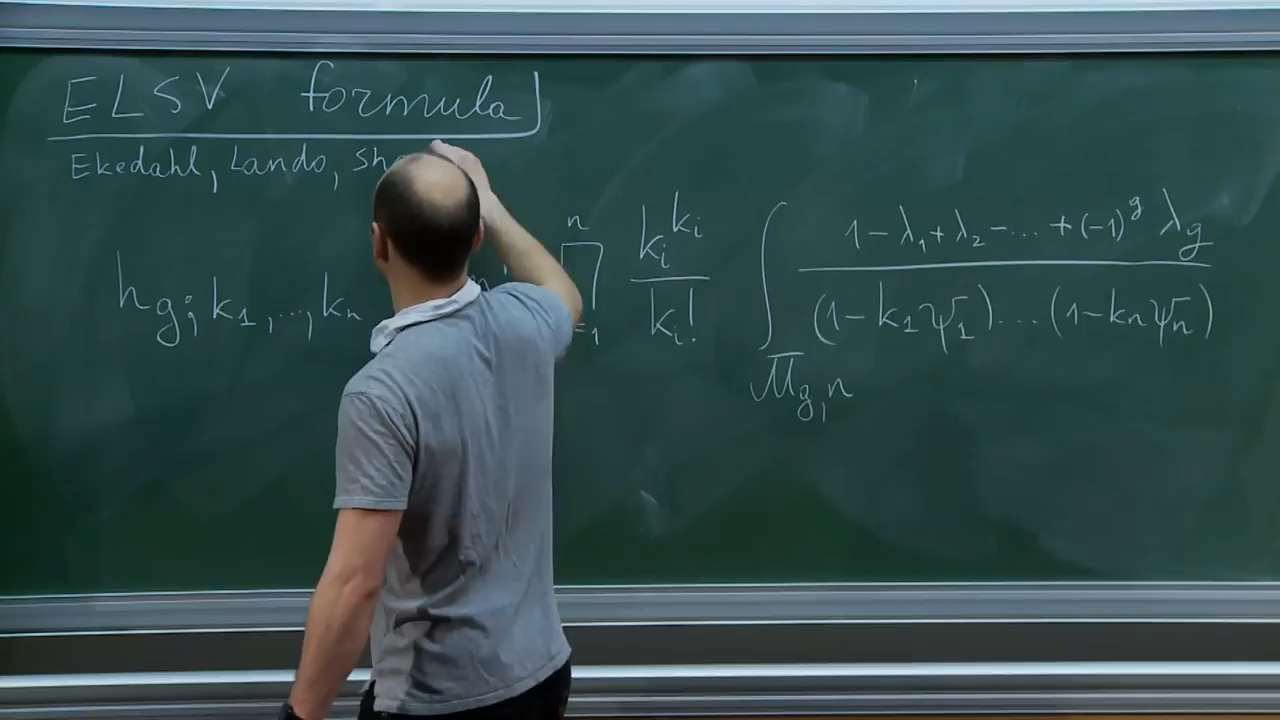 ELSV formula
Ekedahl, Lando, Sh
h g; k₁,...,kₙ m! ∏ i=1 n kᵢ^kᵢ / kᵢ! ∫ M̅g,n 1 - λ₁ + λ₂ - ... + (-1)^g λg / (1 - k₁ψ₁)....(1 - kₙψₙ)